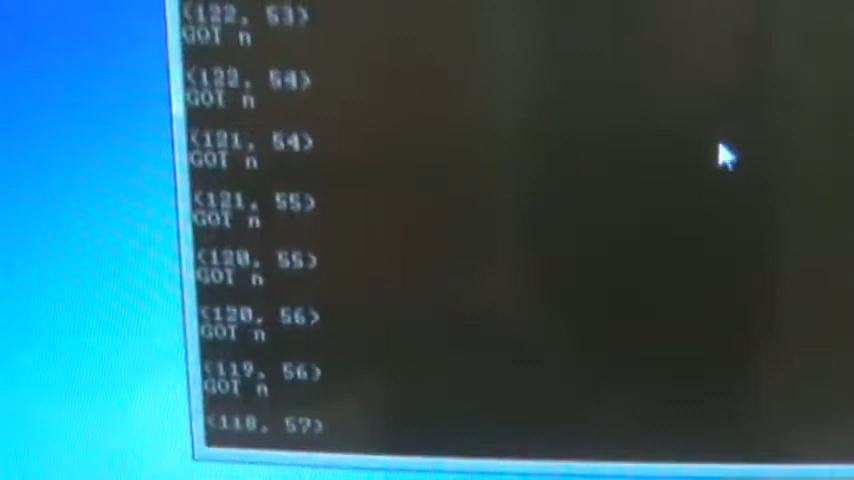 (122, 53)
GOT n
(122, 54)
GOT n
(121, 54)
GOT n
(121, 55)
GOT n
(120, 55)
GOT n
(120, 56)
GOT n
(119, 56)
GOT n
(118, 57)